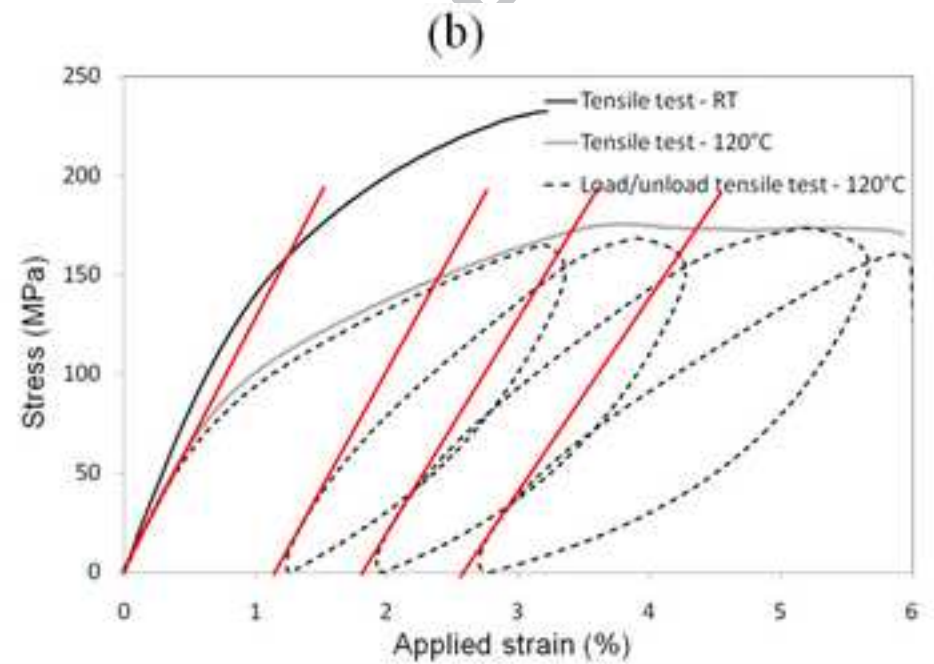 (b)
250
200
150
100
50
0
0 1 2 3 4 5 6
Stress (MPa)
Applied strain (%)
Tensile test - RT
Tensile test - 120°C
Load/unload tensile test - 120°C